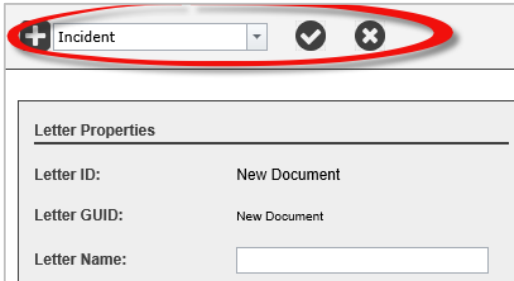 Incident
Letter Properties
Letter ID: New Document
Letter GUID: New Document
Letter Name: